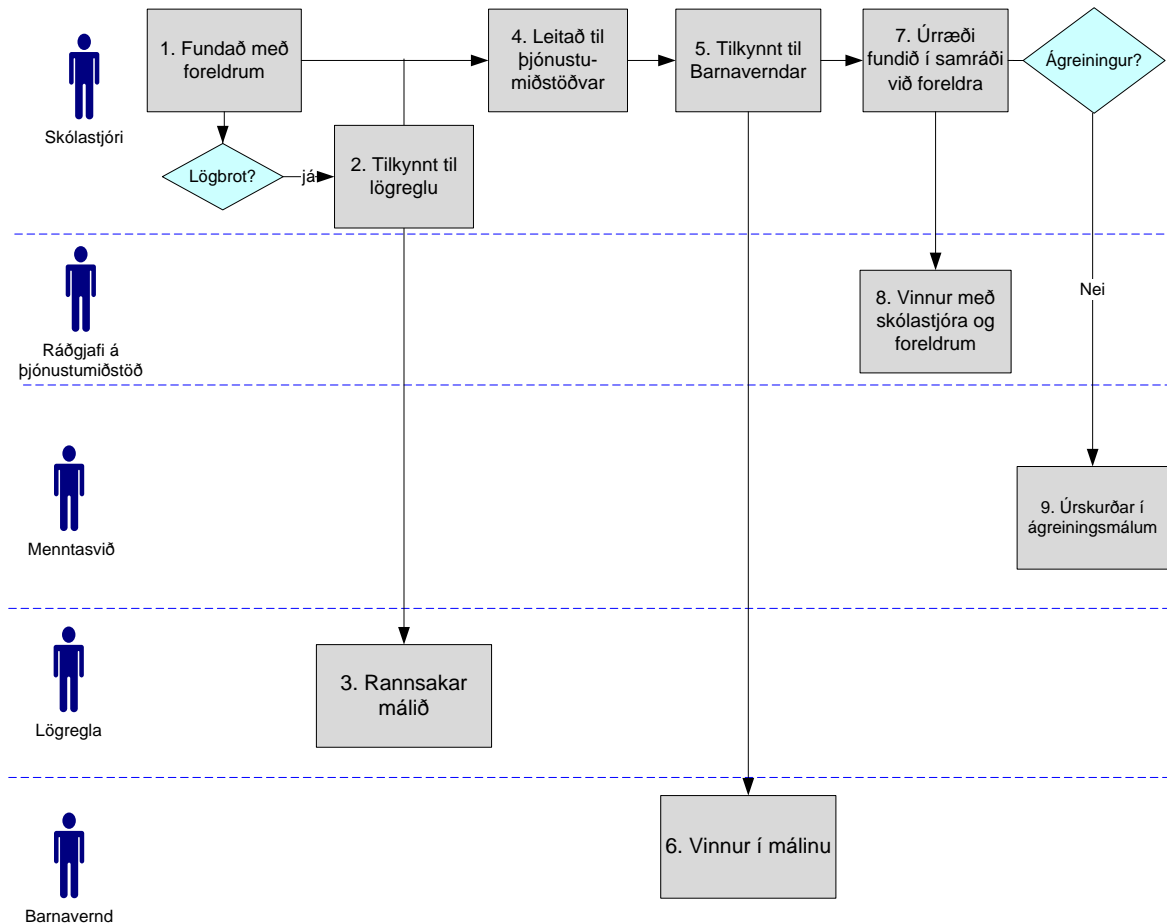 1. Fundað með
foreldrum
4. Leitað til
þjónustu-
miðstöðvar
5. Tilkynnt til
Barnaverndar
7. Úrræði
fundið í samráði
við foreldra
Ágreiningur?
Skólastjóri
Lögbrot?
já
2. Tilkynnt til
lögreglu
8. Vinnur með
skólastjóra og
foreldrum
Nei
Ráðgjafi á
þjónustumiðstöð
9. Úrskurðar í
ágreiningsmálum
Menntasvið
3. Rannsakar
málið
Lögregla
6. Vinnur í málinu
Barnavernd